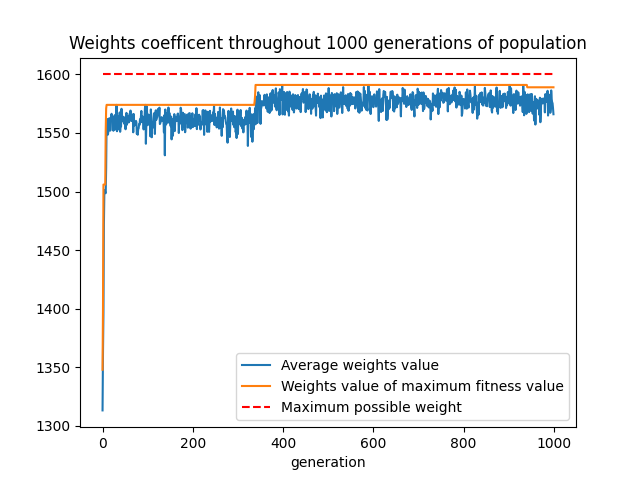 Weights coefficent throughout 1000 generations of population
1600
1550
1500
1450
1400
1350
1300
Average weights value
Weights value of maximum fitness value
Maximum possible weight
0 200 400 600 800 1000
generation